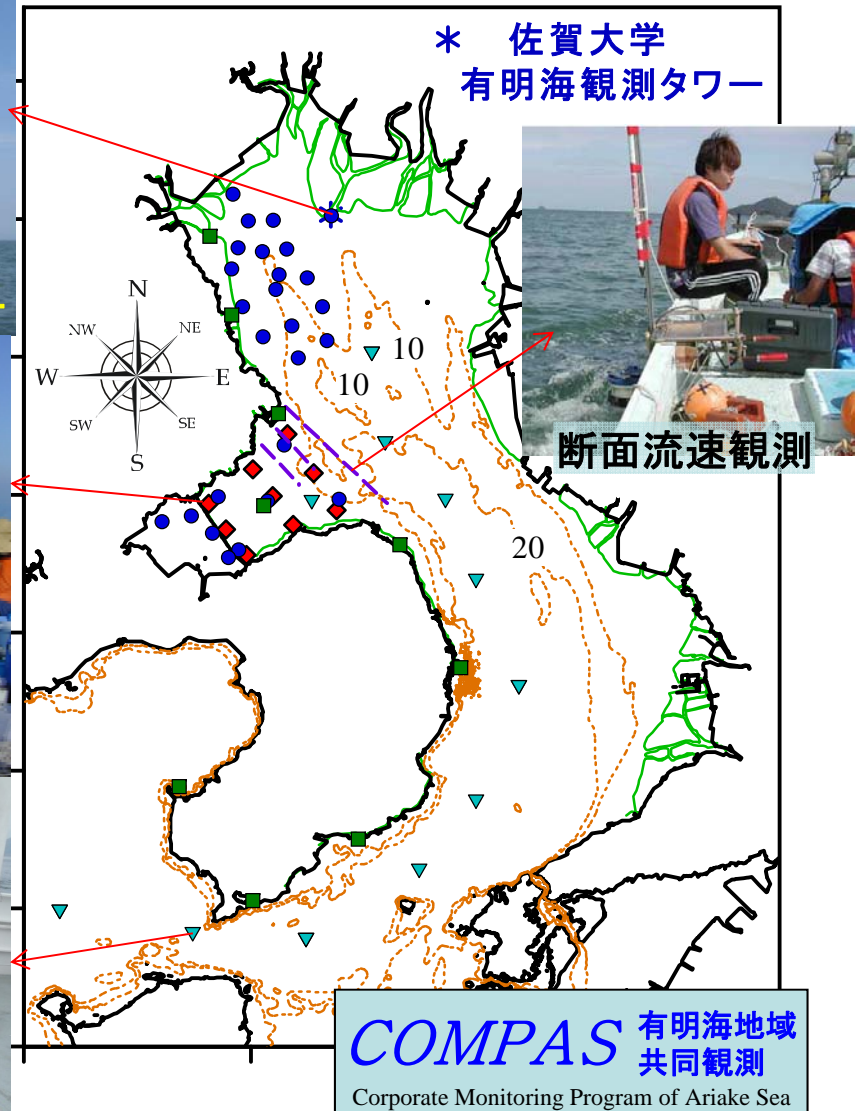 * 佐賀大学
有明海観測タワー
N
NW
NE
W
E
SW
SE
S
10
10
断面流速観測
20
COMPAS 有明海地域
共同観測
Corporate Monitoring Program of Ariake Sea